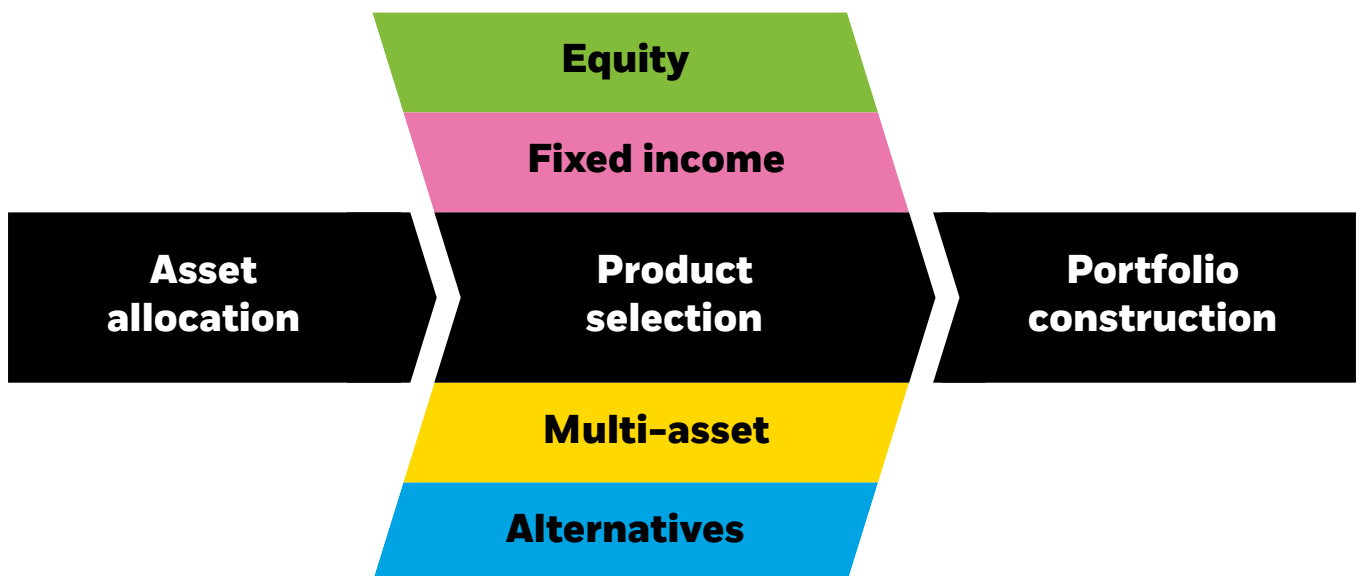 Equity
Fixed income
Asset
allocation
Product
selection
Portfolio
construction
Multi-asset
Alternatives